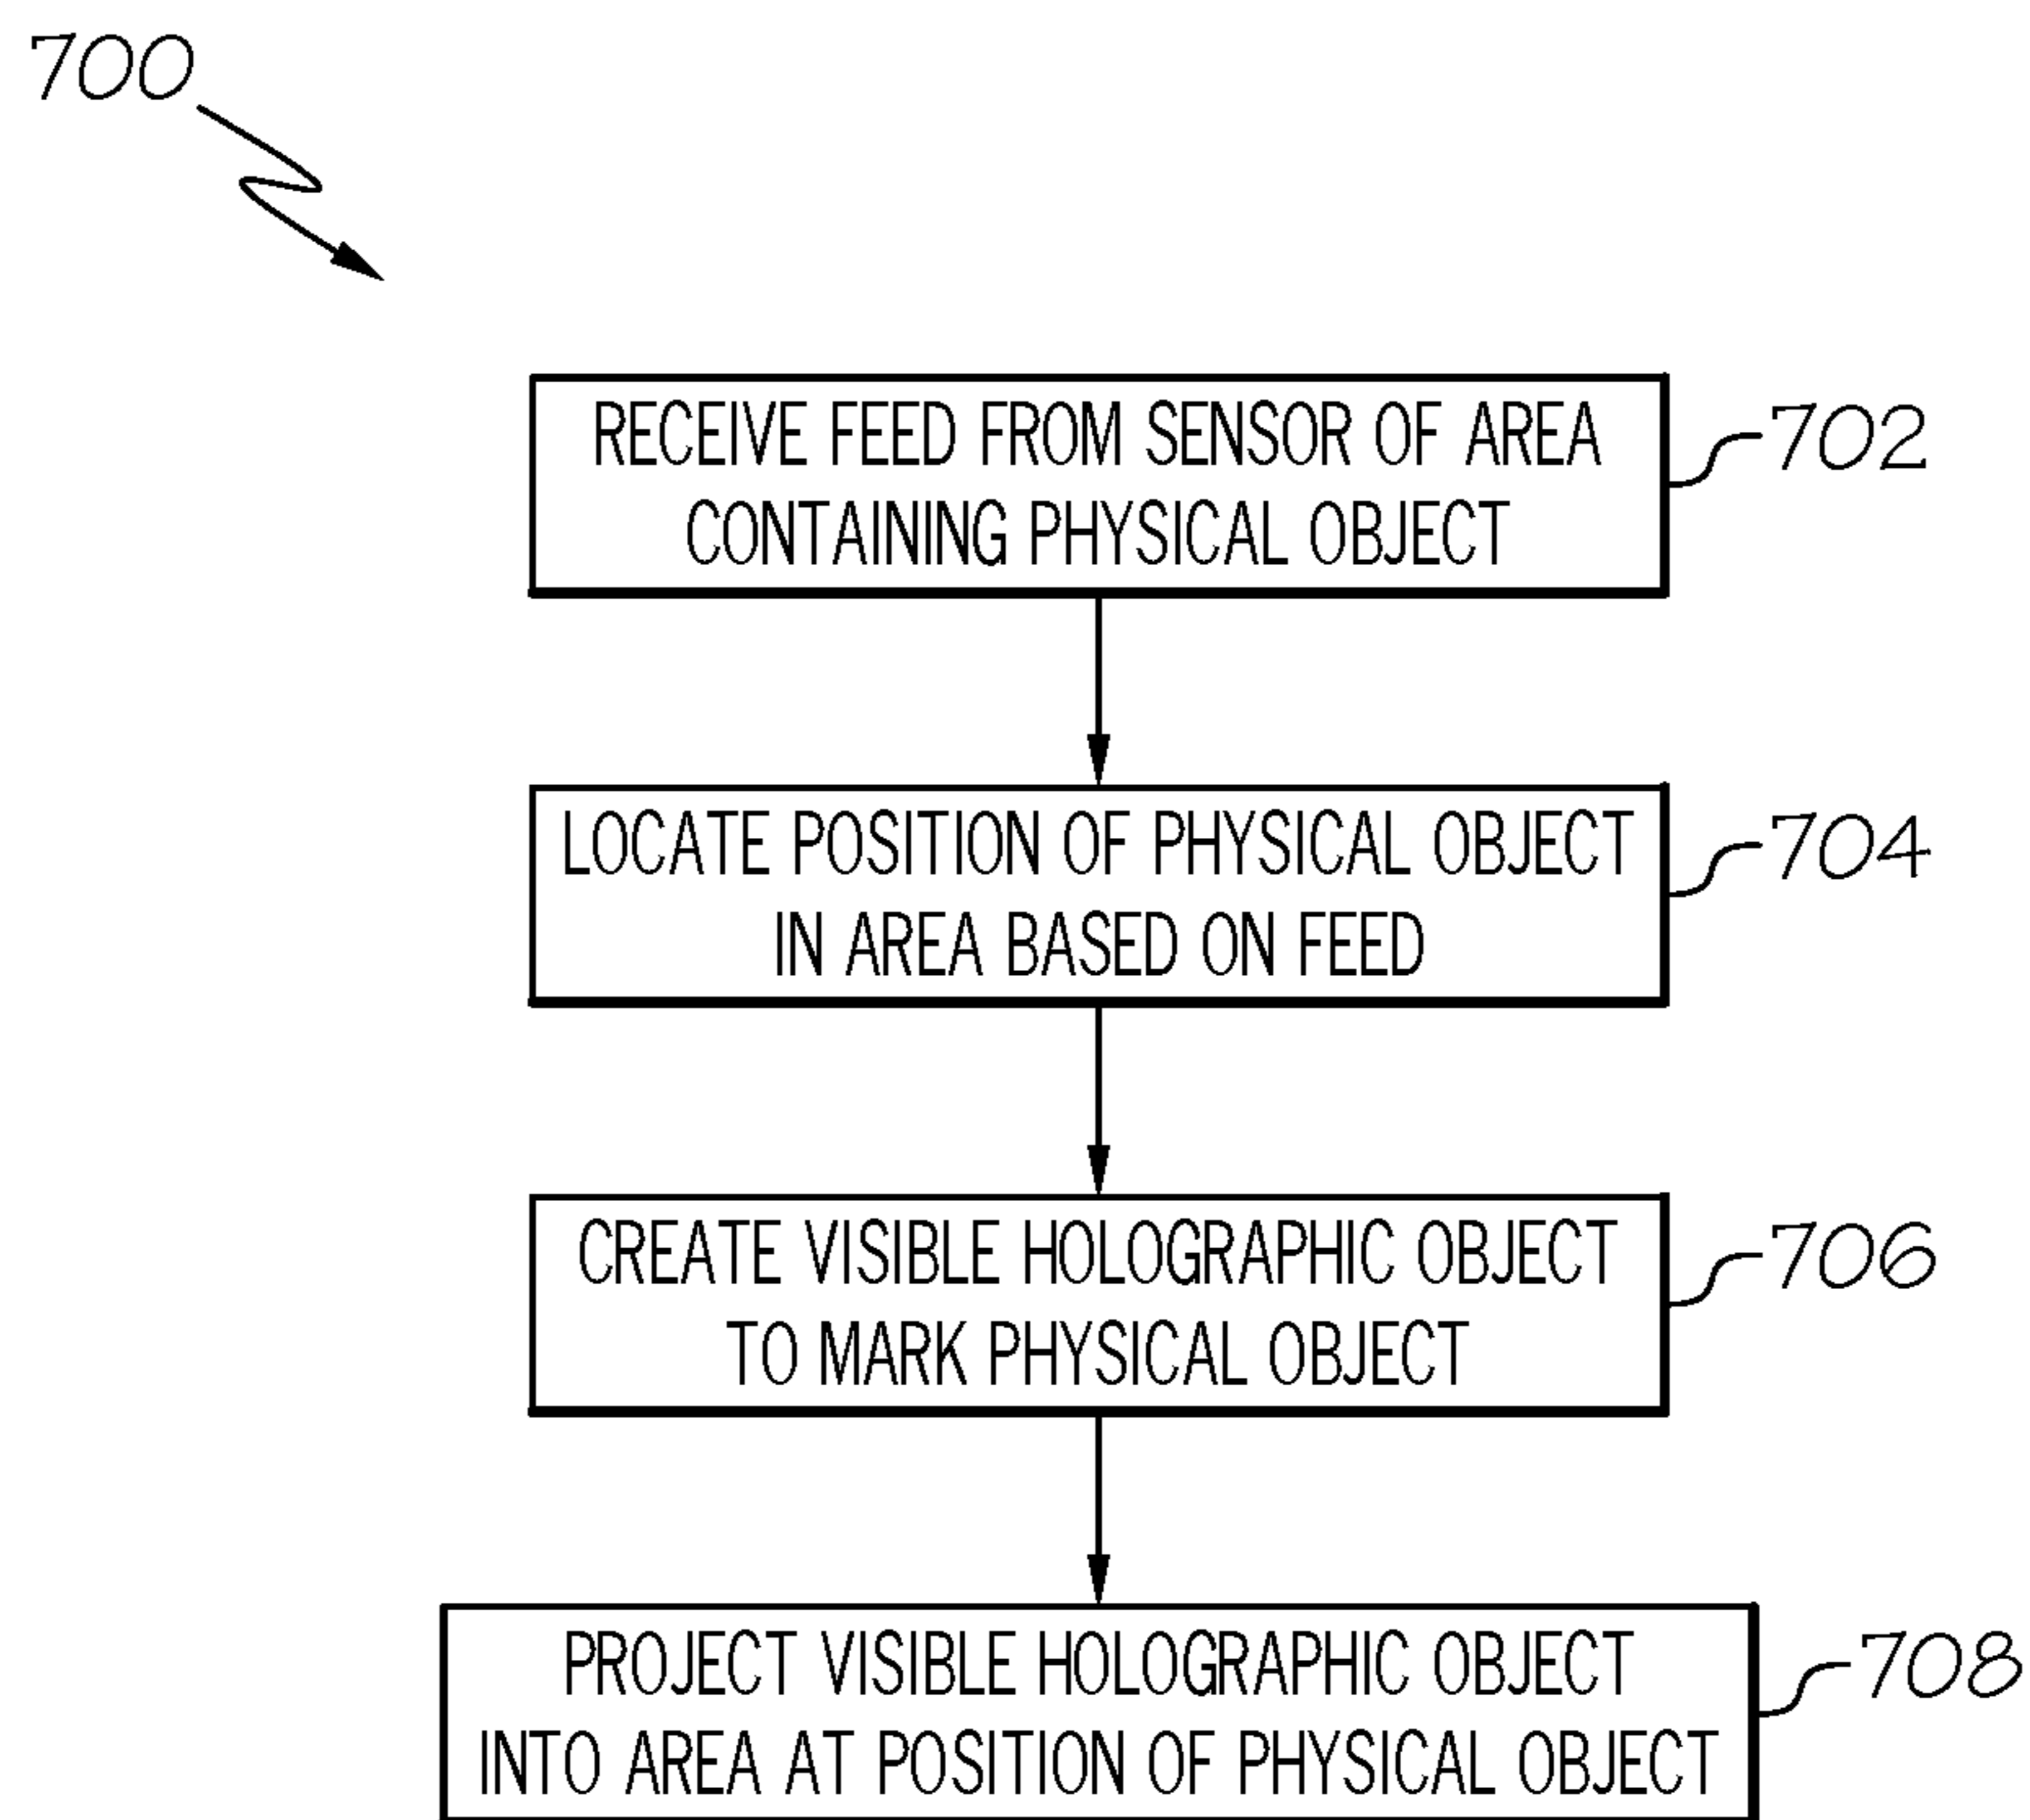 700
RECEIVE FEED FROM SENSOR OF AREA
CONTAINING PHYSICAL OBJECT
702
LOCATE POSITION OF PHYSICAL OBJECT
IN AREA BASED ON FEED
704
CREATE VISIBLE HOLOGRAPHIC OBJECT
TO MARK PHYSICAL OBJECT
706
PROJECT VISIBLE HOLOGRAPHIC OBJECT
INTO AREA AT POSITION OF PHYSICAL OBJECT
708